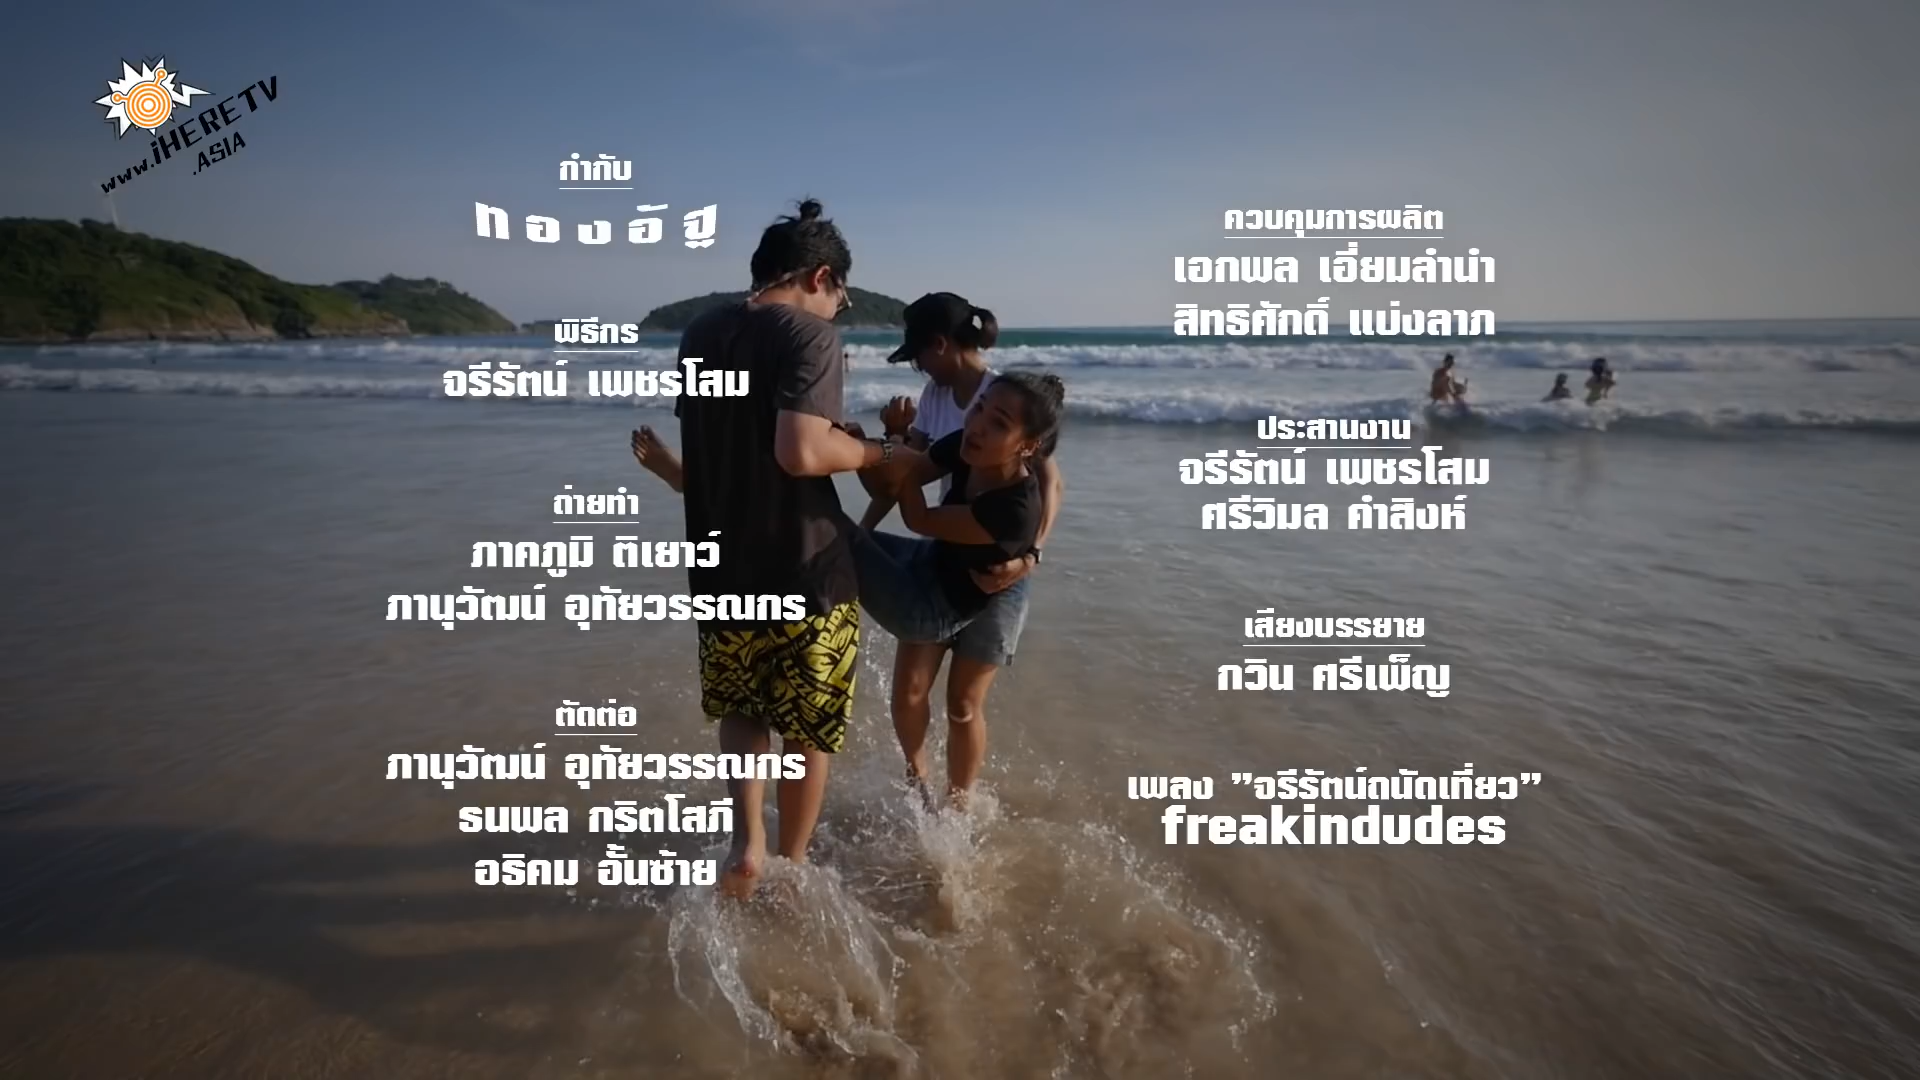 www.iHERETV
.ASIA
กำกับ
ทองอัฐ
พิธีกร
จรีรัตน์ เพชรโสม
ถ่ายทำ
ภาคภูมิ ติเยาว์
ภานุวัฒน์ อุทัยวรรณกร
ตัดต่อ
ภานุวัฒน์ อุทัยวรรณกร
ธนพล กริตโสภี
อธิคม อั้นซ้าย
ควบคุมการผลิต
เอกพล เอี่ยมลำนำ
สิทธิศักดิ์ แบ่งลาภ
ประสานงาน
จรีรัตน์ เพชรโสม
ศรีวิมล คำสิงห์
เสียงบรรยาย
กวิน ศรีเพ็ญ
เพลง "จรีรัตน์ถนัดเที่ยว"
freakindudes